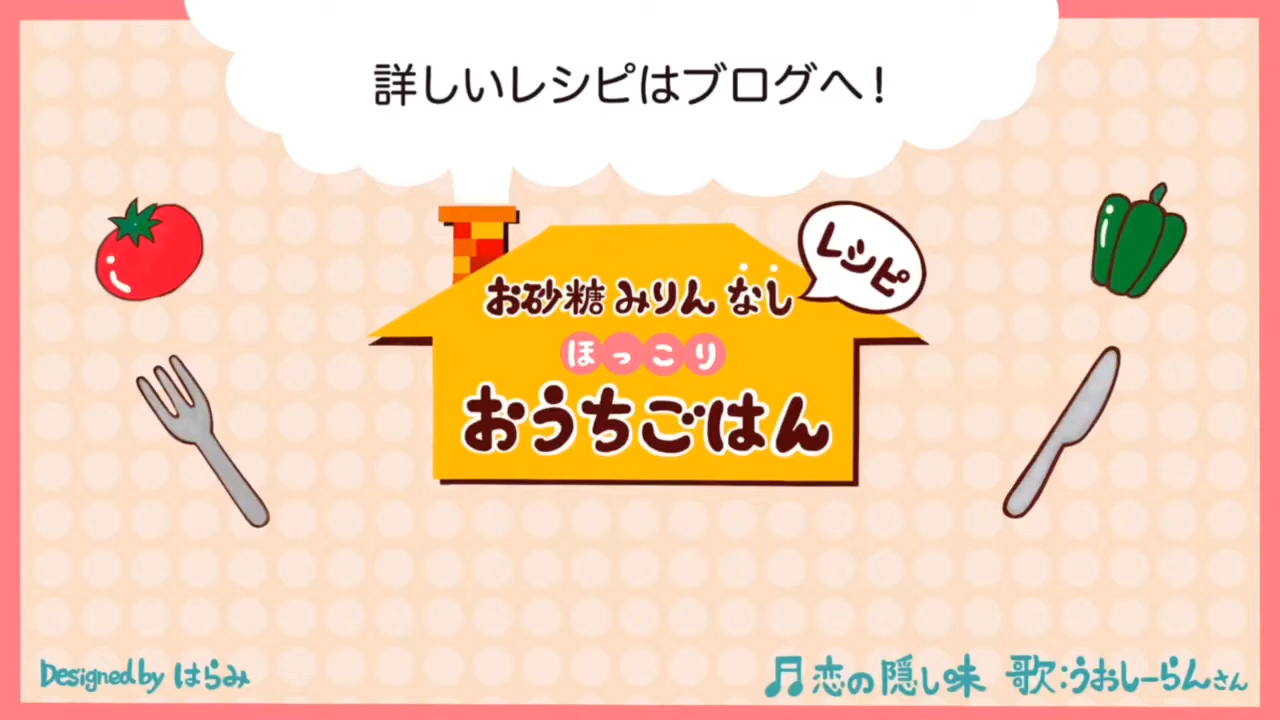 詳しいレシピはブログへ!
レシピ
お砂糖 みりん なし
ほっこり
おうちごはん
Designed by はらみ
♬ 恋の隠し味 歌:うおしーらんさん